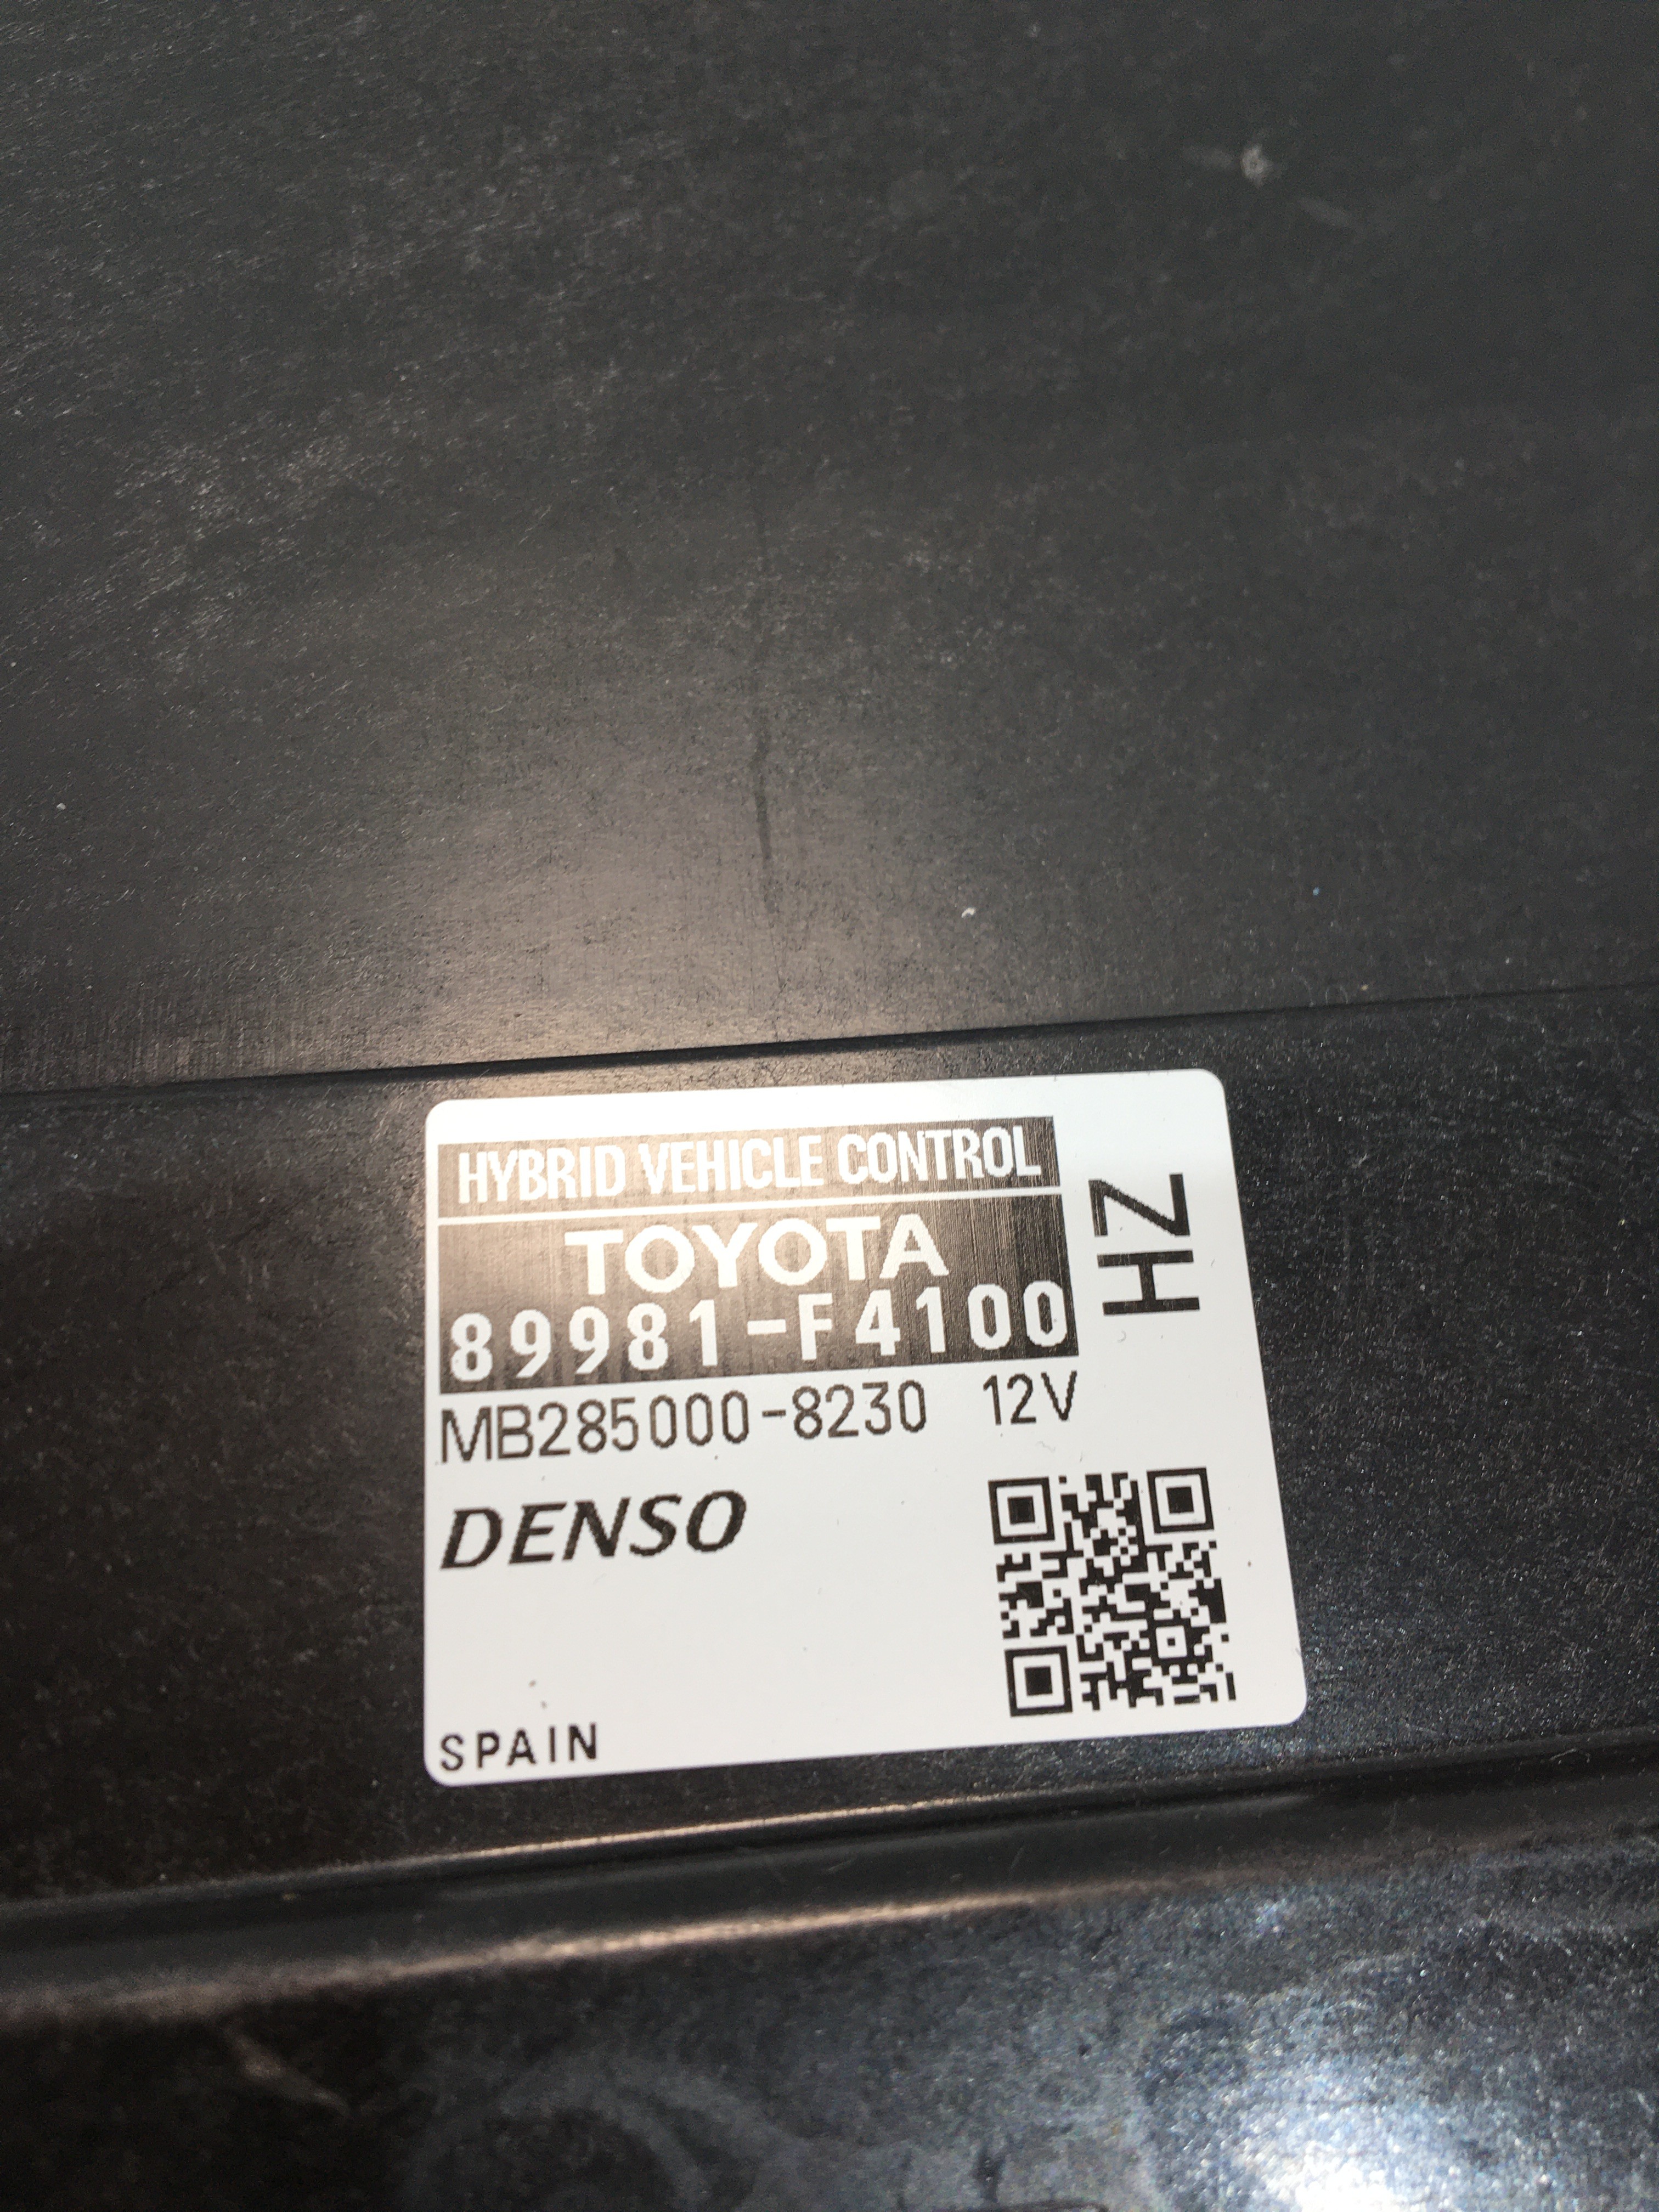 HYBRID VEHICLE CONTROL
TOYOTA
89981-F4100
HZ
MB285000-8230 12V
DENSO
SPAIN